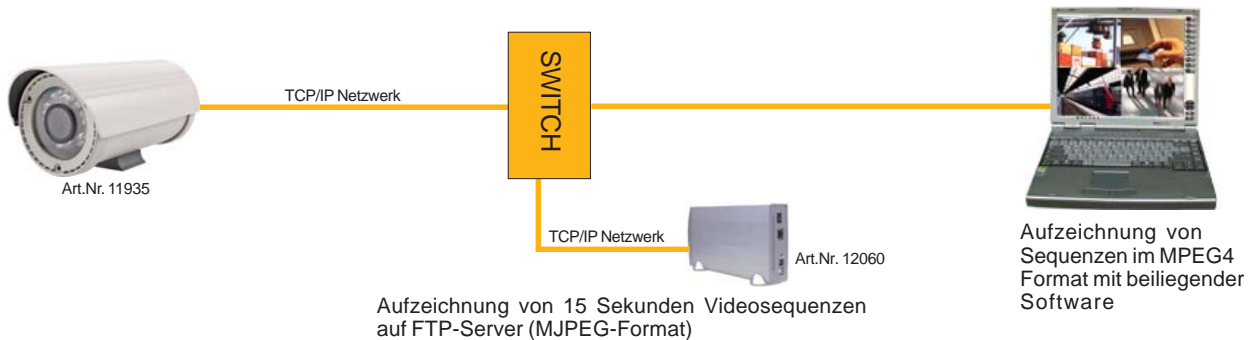 TCP/IP Netzwerk
SWITCH
Art.Nr. 11935
TCP/IP Netzwerk
Art.Nr. 12060
Aufzeichnung von 15 Sekunden Videosequenzen
auf FTP-Server (MJPEG-Format)
Aufzeichnung von
Sequenzen im MPEG4
Format mit beiliegender
Software